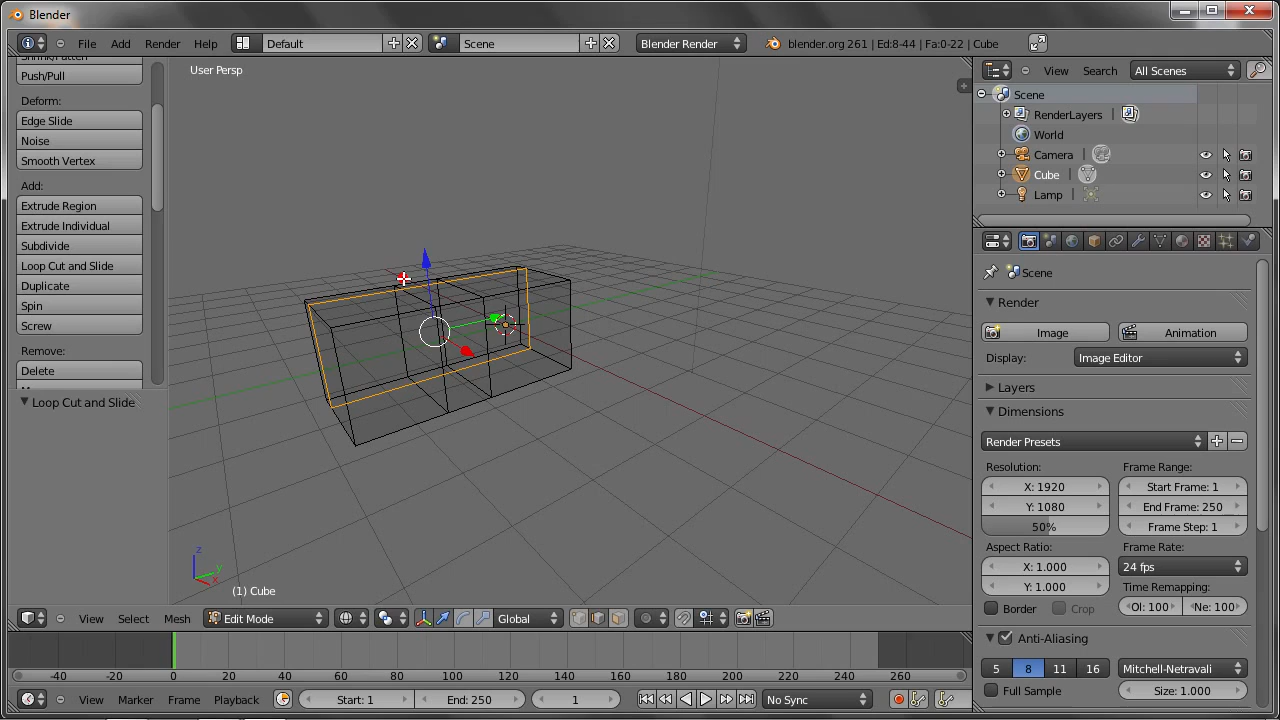 Blender
File Add Render Help Default Scene Blender Render blender.org 261 | Ed:8-44 | Fa:0-22 | Cube
Push/Pull
Deform:
Edge Slide
Noise
Smooth Vertex
Add:
Extrude Region
Extrude Individual
Subdivide
Loop Cut and Slide
Duplicate
Spin
Screw
Remove:
Delete
Loop Cut and Slide
User Persp
z
y
x
(1) Cube
View Select Mesh Edit Mode Global
-40 -20 0 20 40 60 80 100 120 140 160 180 200 220 240 260
View Marker Frame Playback Start: 1 End: 250 1 No Sync
View Search All Scenes
Scene
RenderLayers |
World
Camera |
Cube |
Lamp |
Scene
Render
Image Animation
Display: Image Editor
Layers
Dimensions
Render Presets
Resolution: Frame Range:
X: 1920 Start Frame: 1
Y: 1080 End Frame: 250
50% Frame Step: 1
Aspect Ratio: Frame Rate:
X: 1.000 24 fps
Y: 1.000 Time Remapping:
Border Crop Ol: 100 Ne: 100
Anti-Aliasing
5 8 11 16 Mitchell-Netravali
Full Sample Size: 1.000